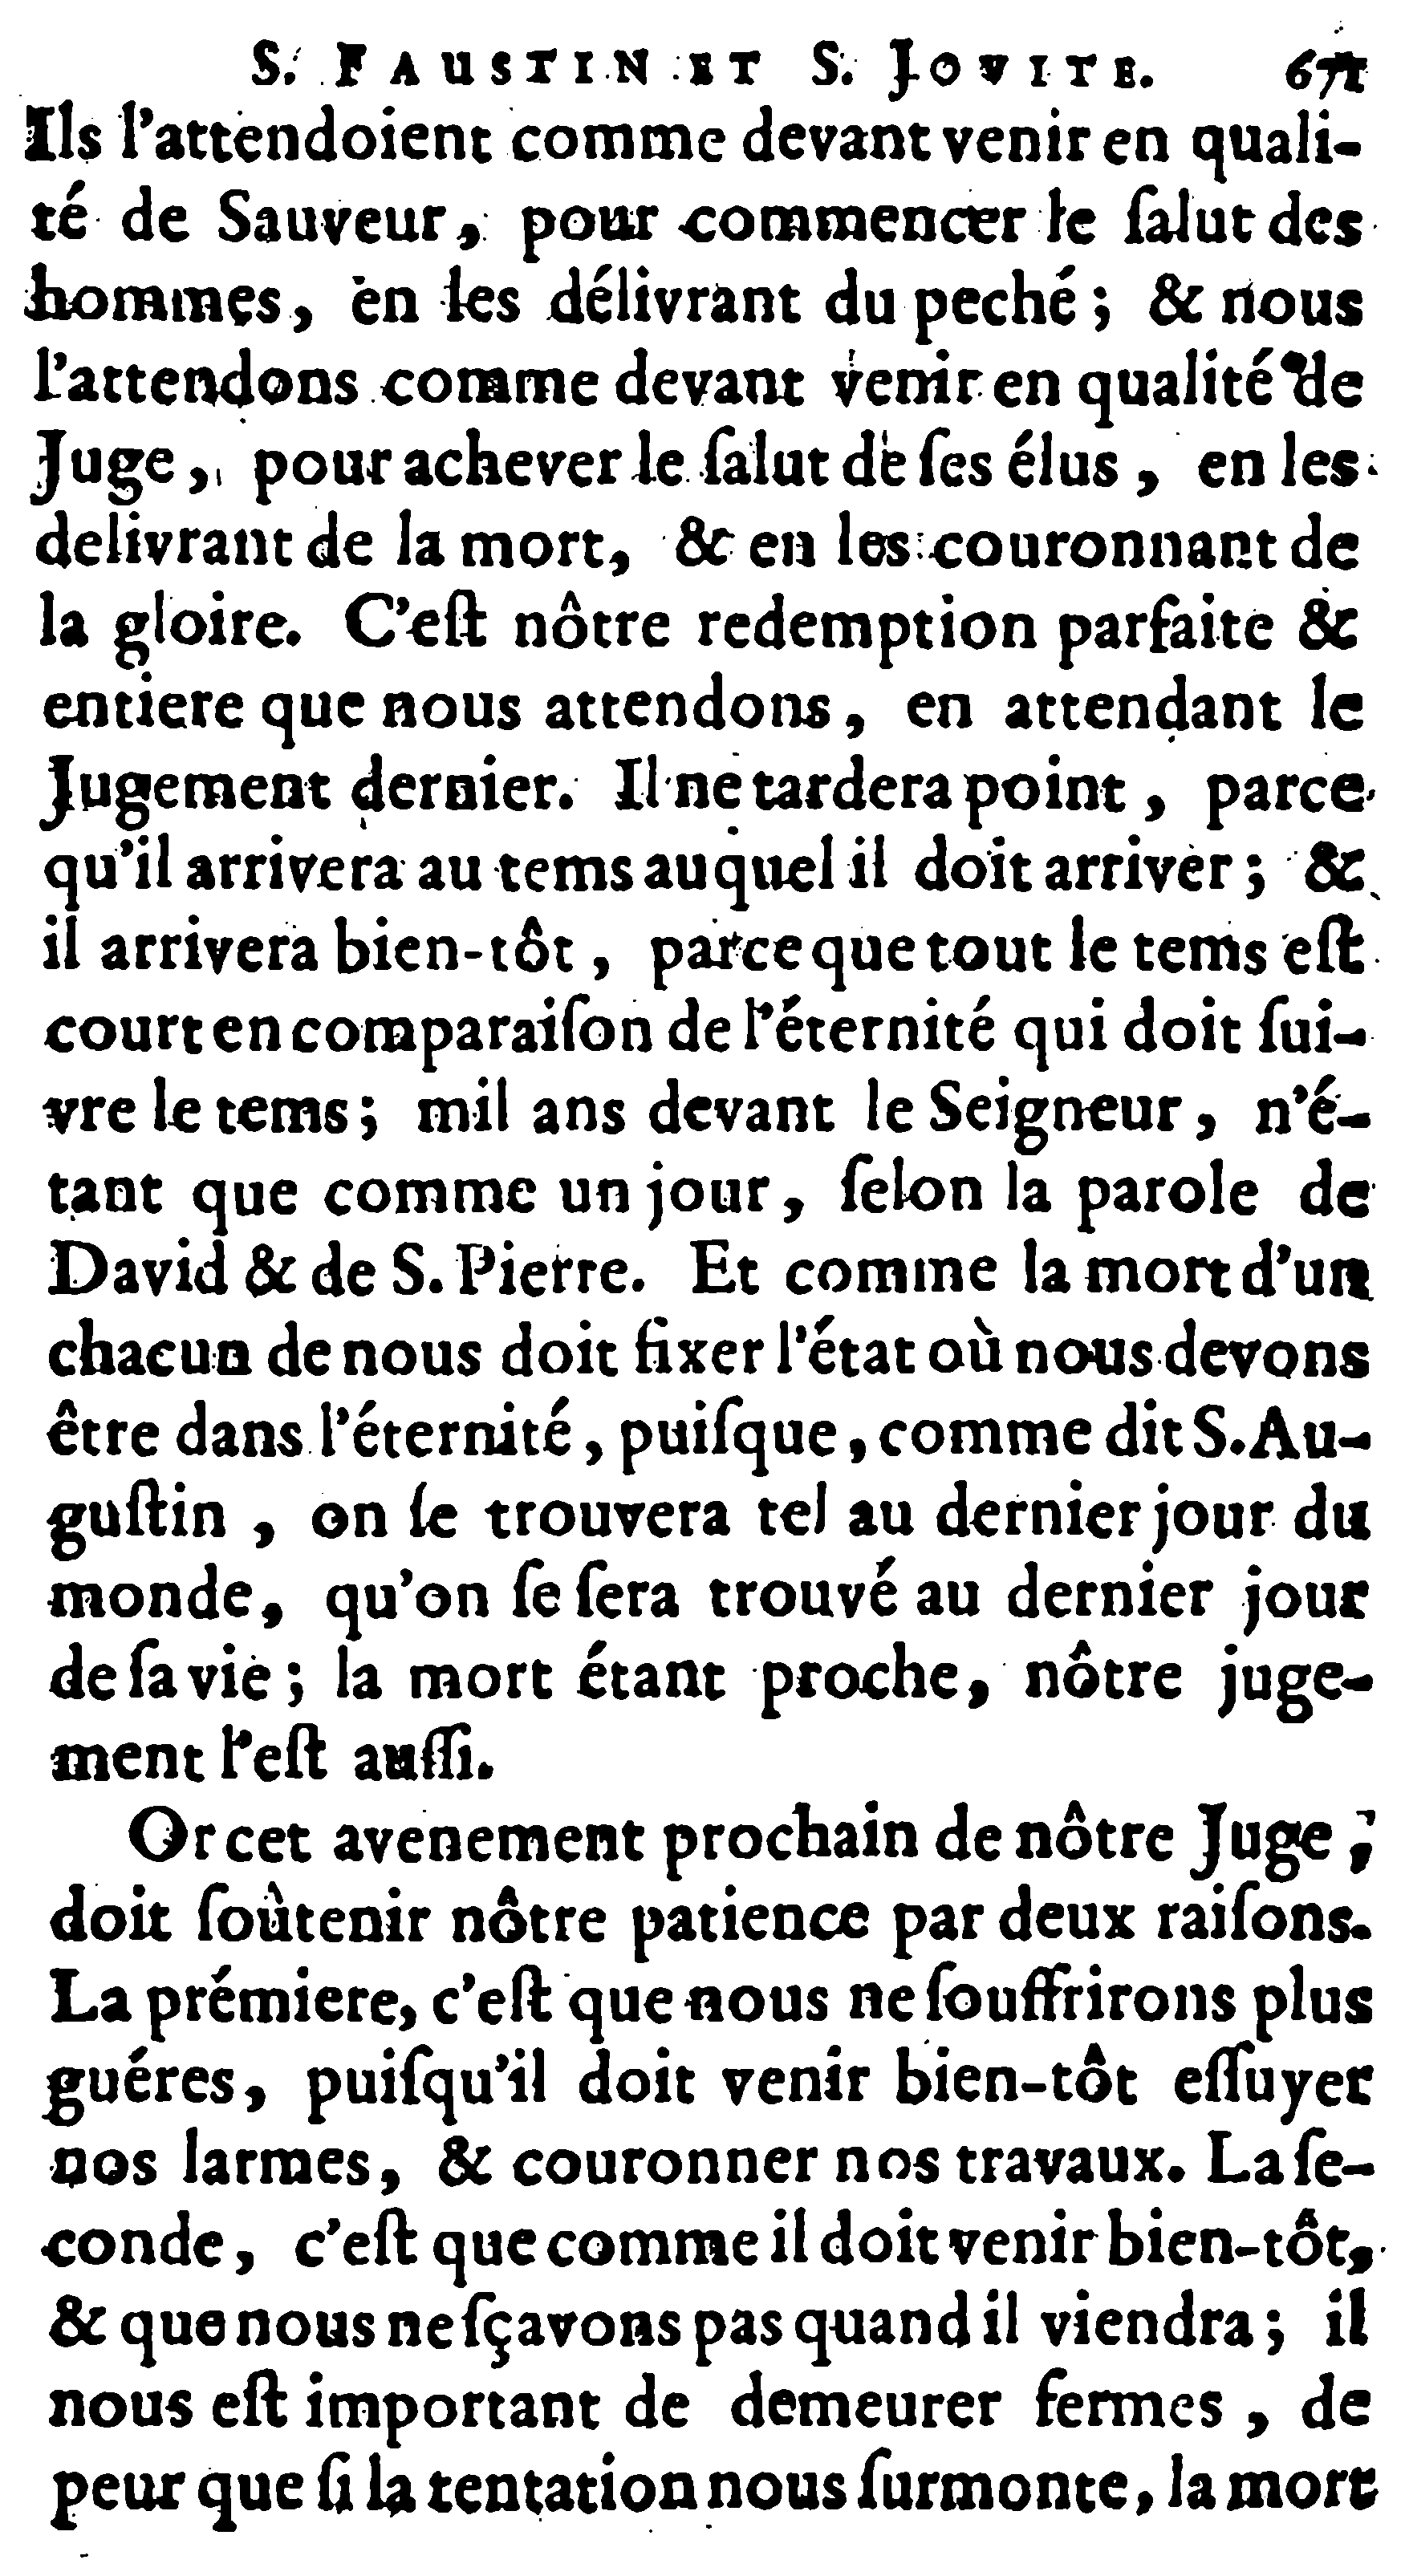 S. FAUSTIN ET S. JOVITE. 671
Ils l'attendoient comme devant venir en quali-
té de Sauveur, pour commencer le ſalut des
hommes, en les délivrant du peché; & nous
l'attendons comme devant venir en qualité de
Juge, pour achever le ſalut de ſes élus, en les
delivrant de la mort, & en les couronnant de
la gloire. C'eſt nôtre redemption parfaite &
entiere que nous attendons, en attendant le
Jugement dernier. Il ne tardera point, parce
qu'il arrivera au tems auquel il doit arriver; &
il arrivera bien-tôt, parce que tout le tems eſt
court en comparaiſon de l'éternité qui doit ſui-
vre le tems; mil ans devant le Seigneur, n'é-
tant que comme un jour, ſelon la parole de
David & de S. Pierre. Et comme la mort d'un
chacun de nous doit fixer l'état où nous devons
être dans l'éternité, puiſque, comme dit S. Au-
guſtin, on ſe trouvera tel au dernier jour du
monde, qu'on ſe ſera trouvé au dernier jour
de ſa vie; la mort étant proche, nôtre juge-
ment l'eſt auſſi.
Or cet avenement prochain de nôtre Juge,
doit ſoûtenir nôtre patience par deux raiſons.
La prémiere, c'eſt que nous ne ſouffrirons plus
guéres, puiſqu'il doit venir bien-tôt eſſuyer
nos larmes, & couronner nos travaux. La ſe-
conde, c'eſt que comme il doit venir bien-tôt,
& que nous ne ſçavons pas quand il viendra; il
nous eſt important de demeurer fermes, de
peur que ſi la tentation nous ſurmonte, la mort